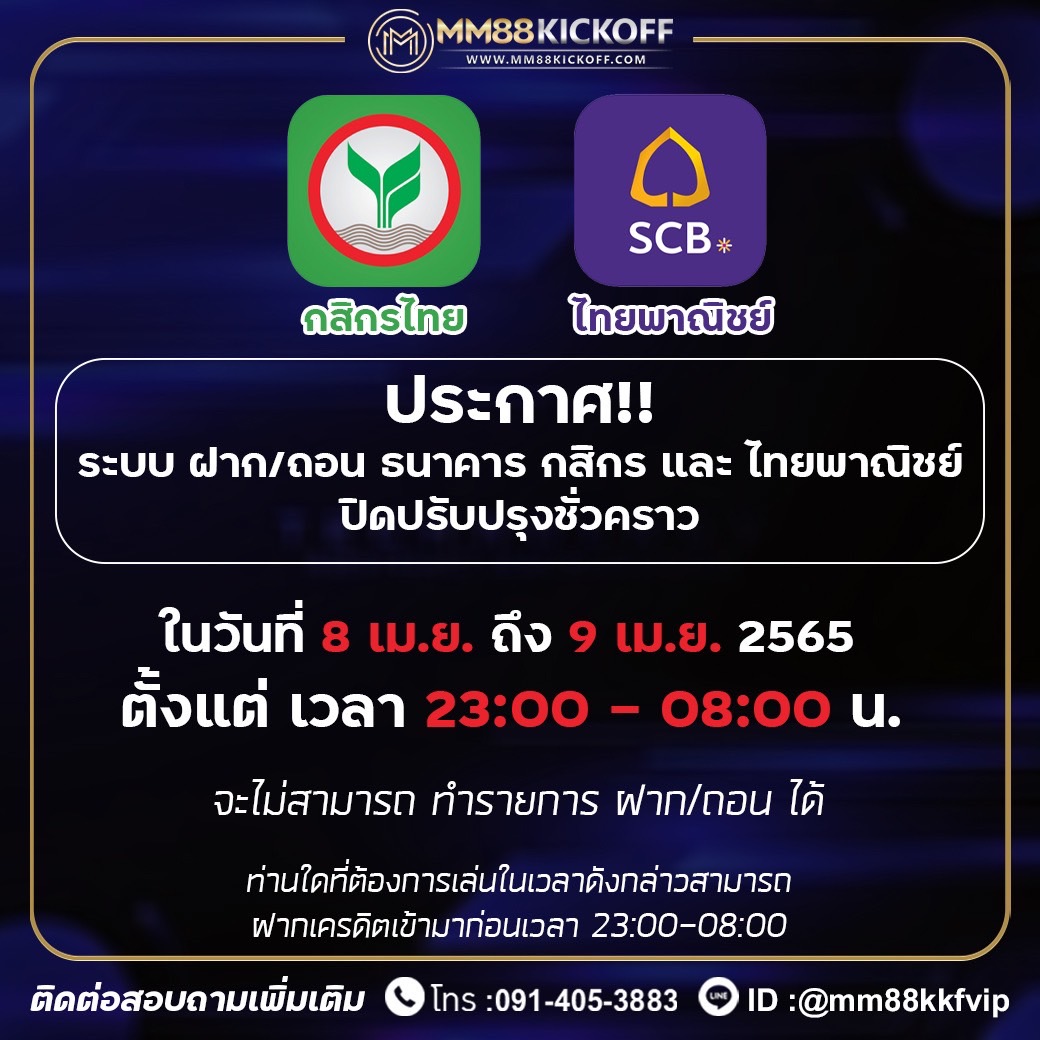 MM88KICKOFF
WWW.MM88KICKOFF.COM
SCB
กสิกรไทย
ไทยพาณิชย์
ประกาศ!!
ระบบ ฝาก/ถอน ธนาคาร กสิกร และ ไทยพาณิชย์
ปิดปรับปรุงชั่วคราว
ในวันที่ 8 เม.ย. ถึง 9 เม.ย. 2565
ตั้งแต่ เวลา 23:00 - 08:00 น.
จะไม่สามารถ ทำรายการ ฝาก/ถอน ได้
ท่านใดที่ต้องการเล่นในเวลาดังกล่าวสามารถ
ฝากเครดิตเข้ามาก่อนเวลา 23:00-08:00
ติดต่อสอบถามเพิ่มเติม โทร :091-405-3883 LINE ID :@mm88kkfvip